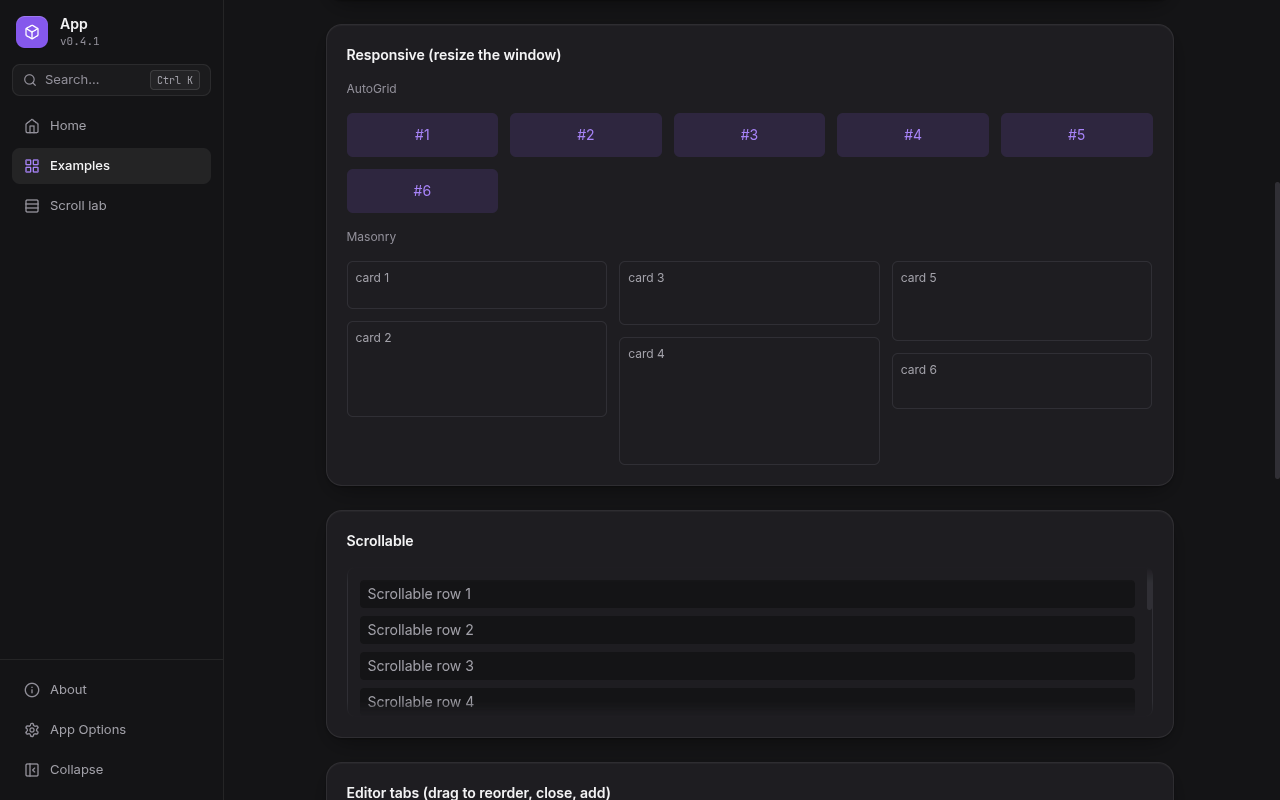 App
v0.4.1
Search...
Ctrl K
Home
Examples
Scroll lab
About
App Options
Collapse
Responsive (resize the window)
AutoGrid
#1 #2 #3 #4 #5
#6
Masonry
card 1
card 2
card 3
card 4
card 5
card 6
Scrollable
Scrollable row 1
Scrollable row 2
Scrollable row 3
Scrollable row 4
Editor tabs (drag to reorder, close, add)